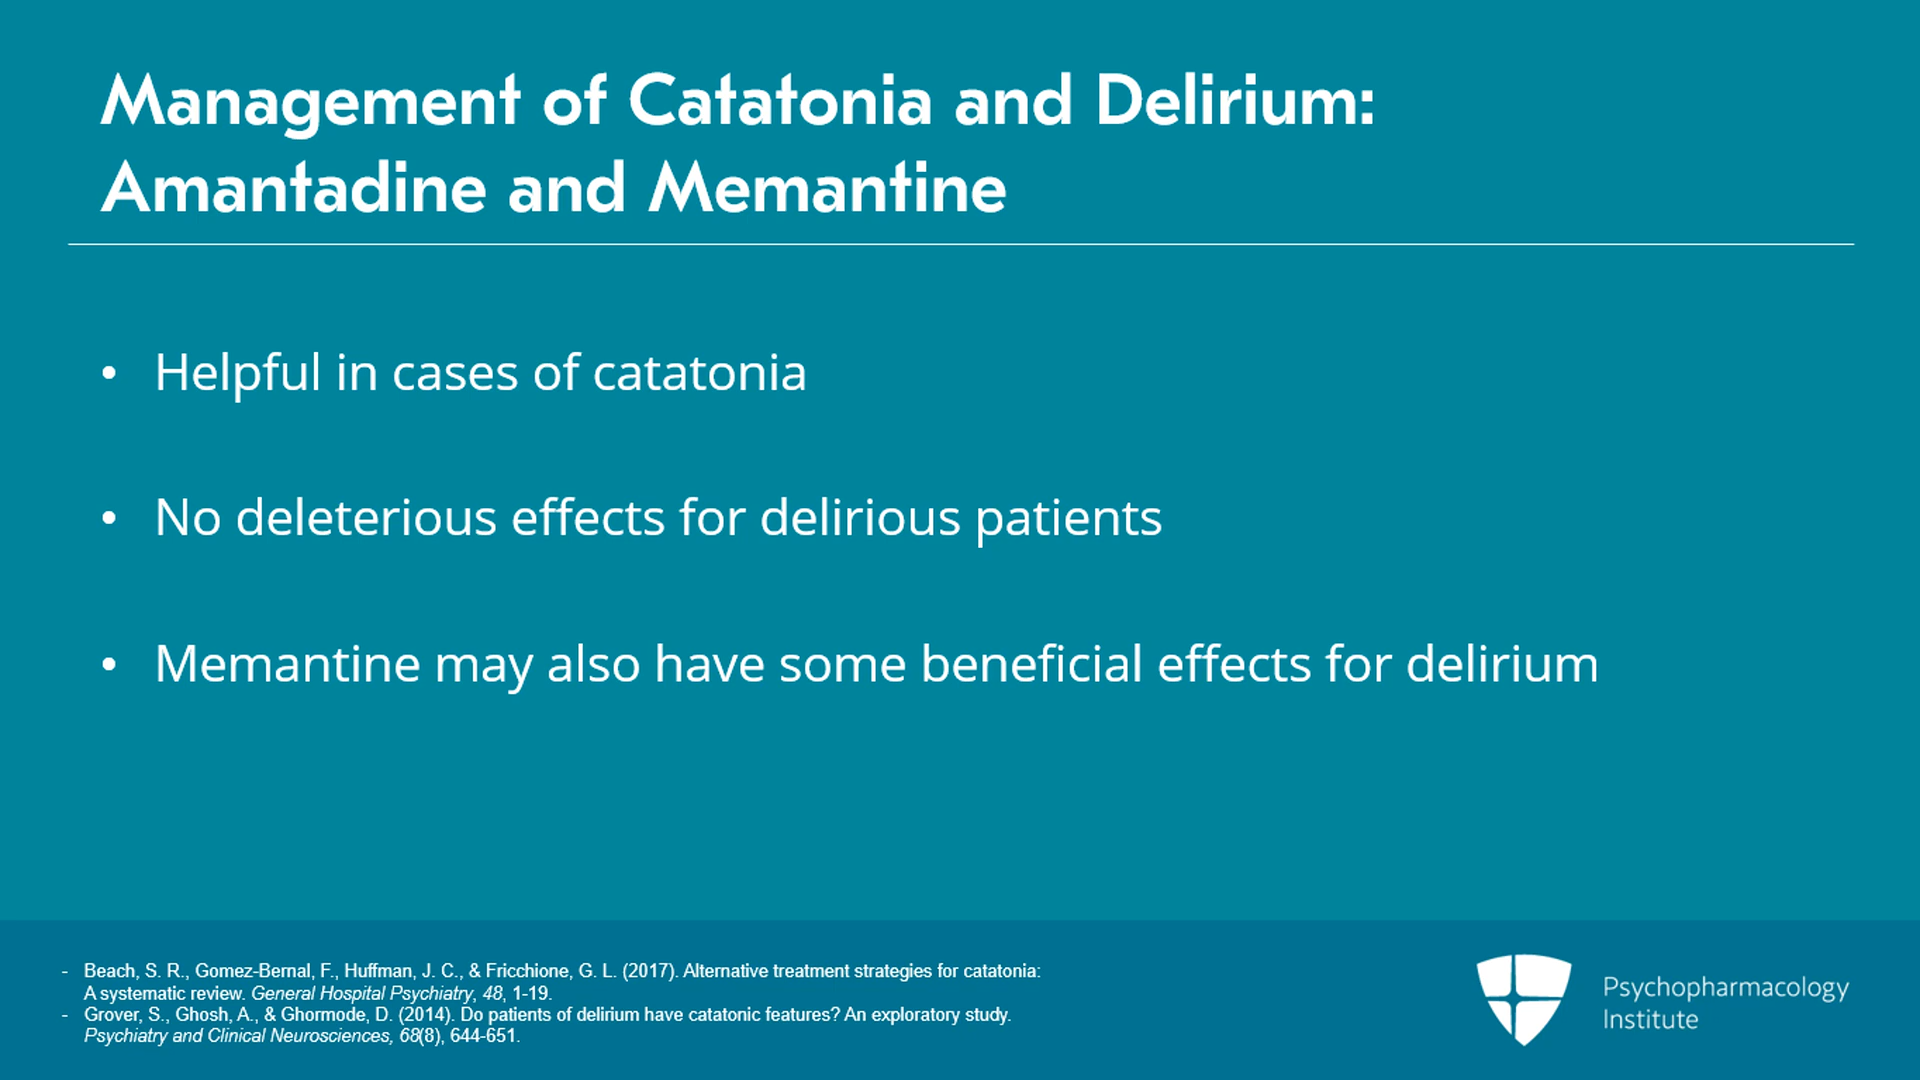 Management of Catatonia and Delirium:
Amantadine and Memantine
• Helpful in cases of catatonia
• No deleterious effects for delirious patients
• Memantine may also have some beneficial effects for delirium
- Beach, S. R., Gomez-Bernal, F., Huffman, J. C., & Fricchione, G. L. (2017). Alternative treatment strategies for catatonia:
A systematic review. General Hospital Psychiatry, 48, 1-19.
- Grover, S., Ghosh, A., & Ghormode, D. (2014). Do patients of delirium have catatonic features? An exploratory study.
Psychiatry and Clinical Neurosciences, 68(8), 644-651.
Psychopharmacology
Institute